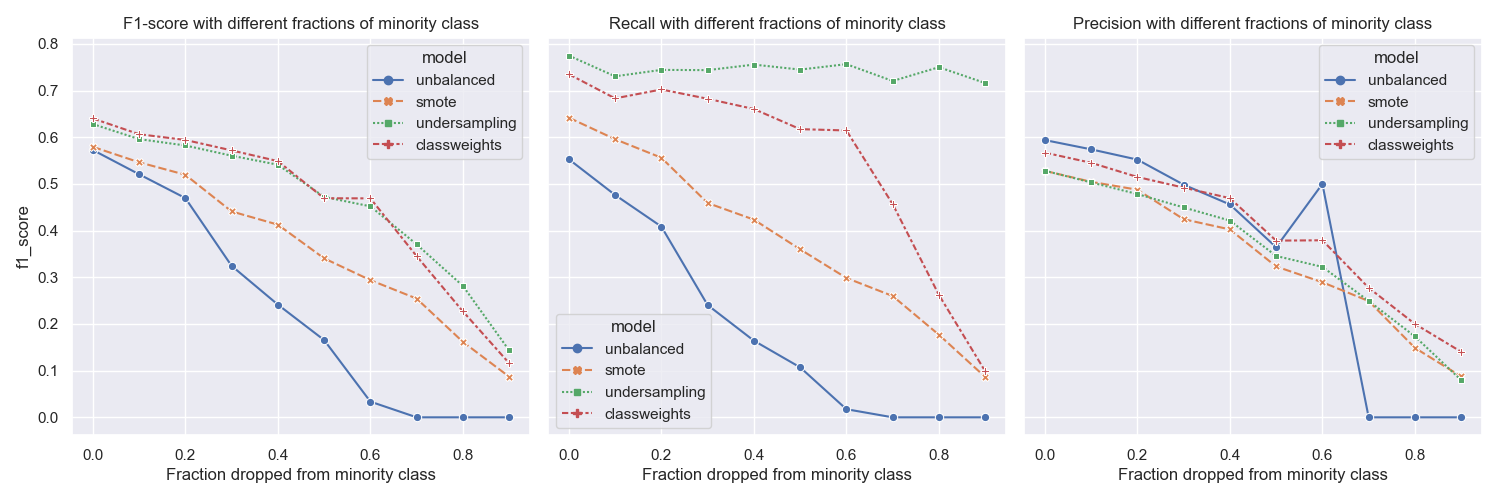 F1-score with different fractions of minority class
Recall with different fractions of minority class
Precision with different fractions of minority class
f1_score
0.8
0.7
0.6
0.5
0.4
0.3
0.2
0.1
0.0
model
unbalanced
smote
undersampling
classweights
model
unbalanced
smote
undersampling
classweights
model
unbalanced
smote
undersampling
classweights
0.0 0.2 0.4 0.6 0.8
0.0 0.2 0.4 0.6 0.8
0.0 0.2 0.4 0.6 0.8
Fraction dropped from minority class
Fraction dropped from minority class
Fraction dropped from minority class